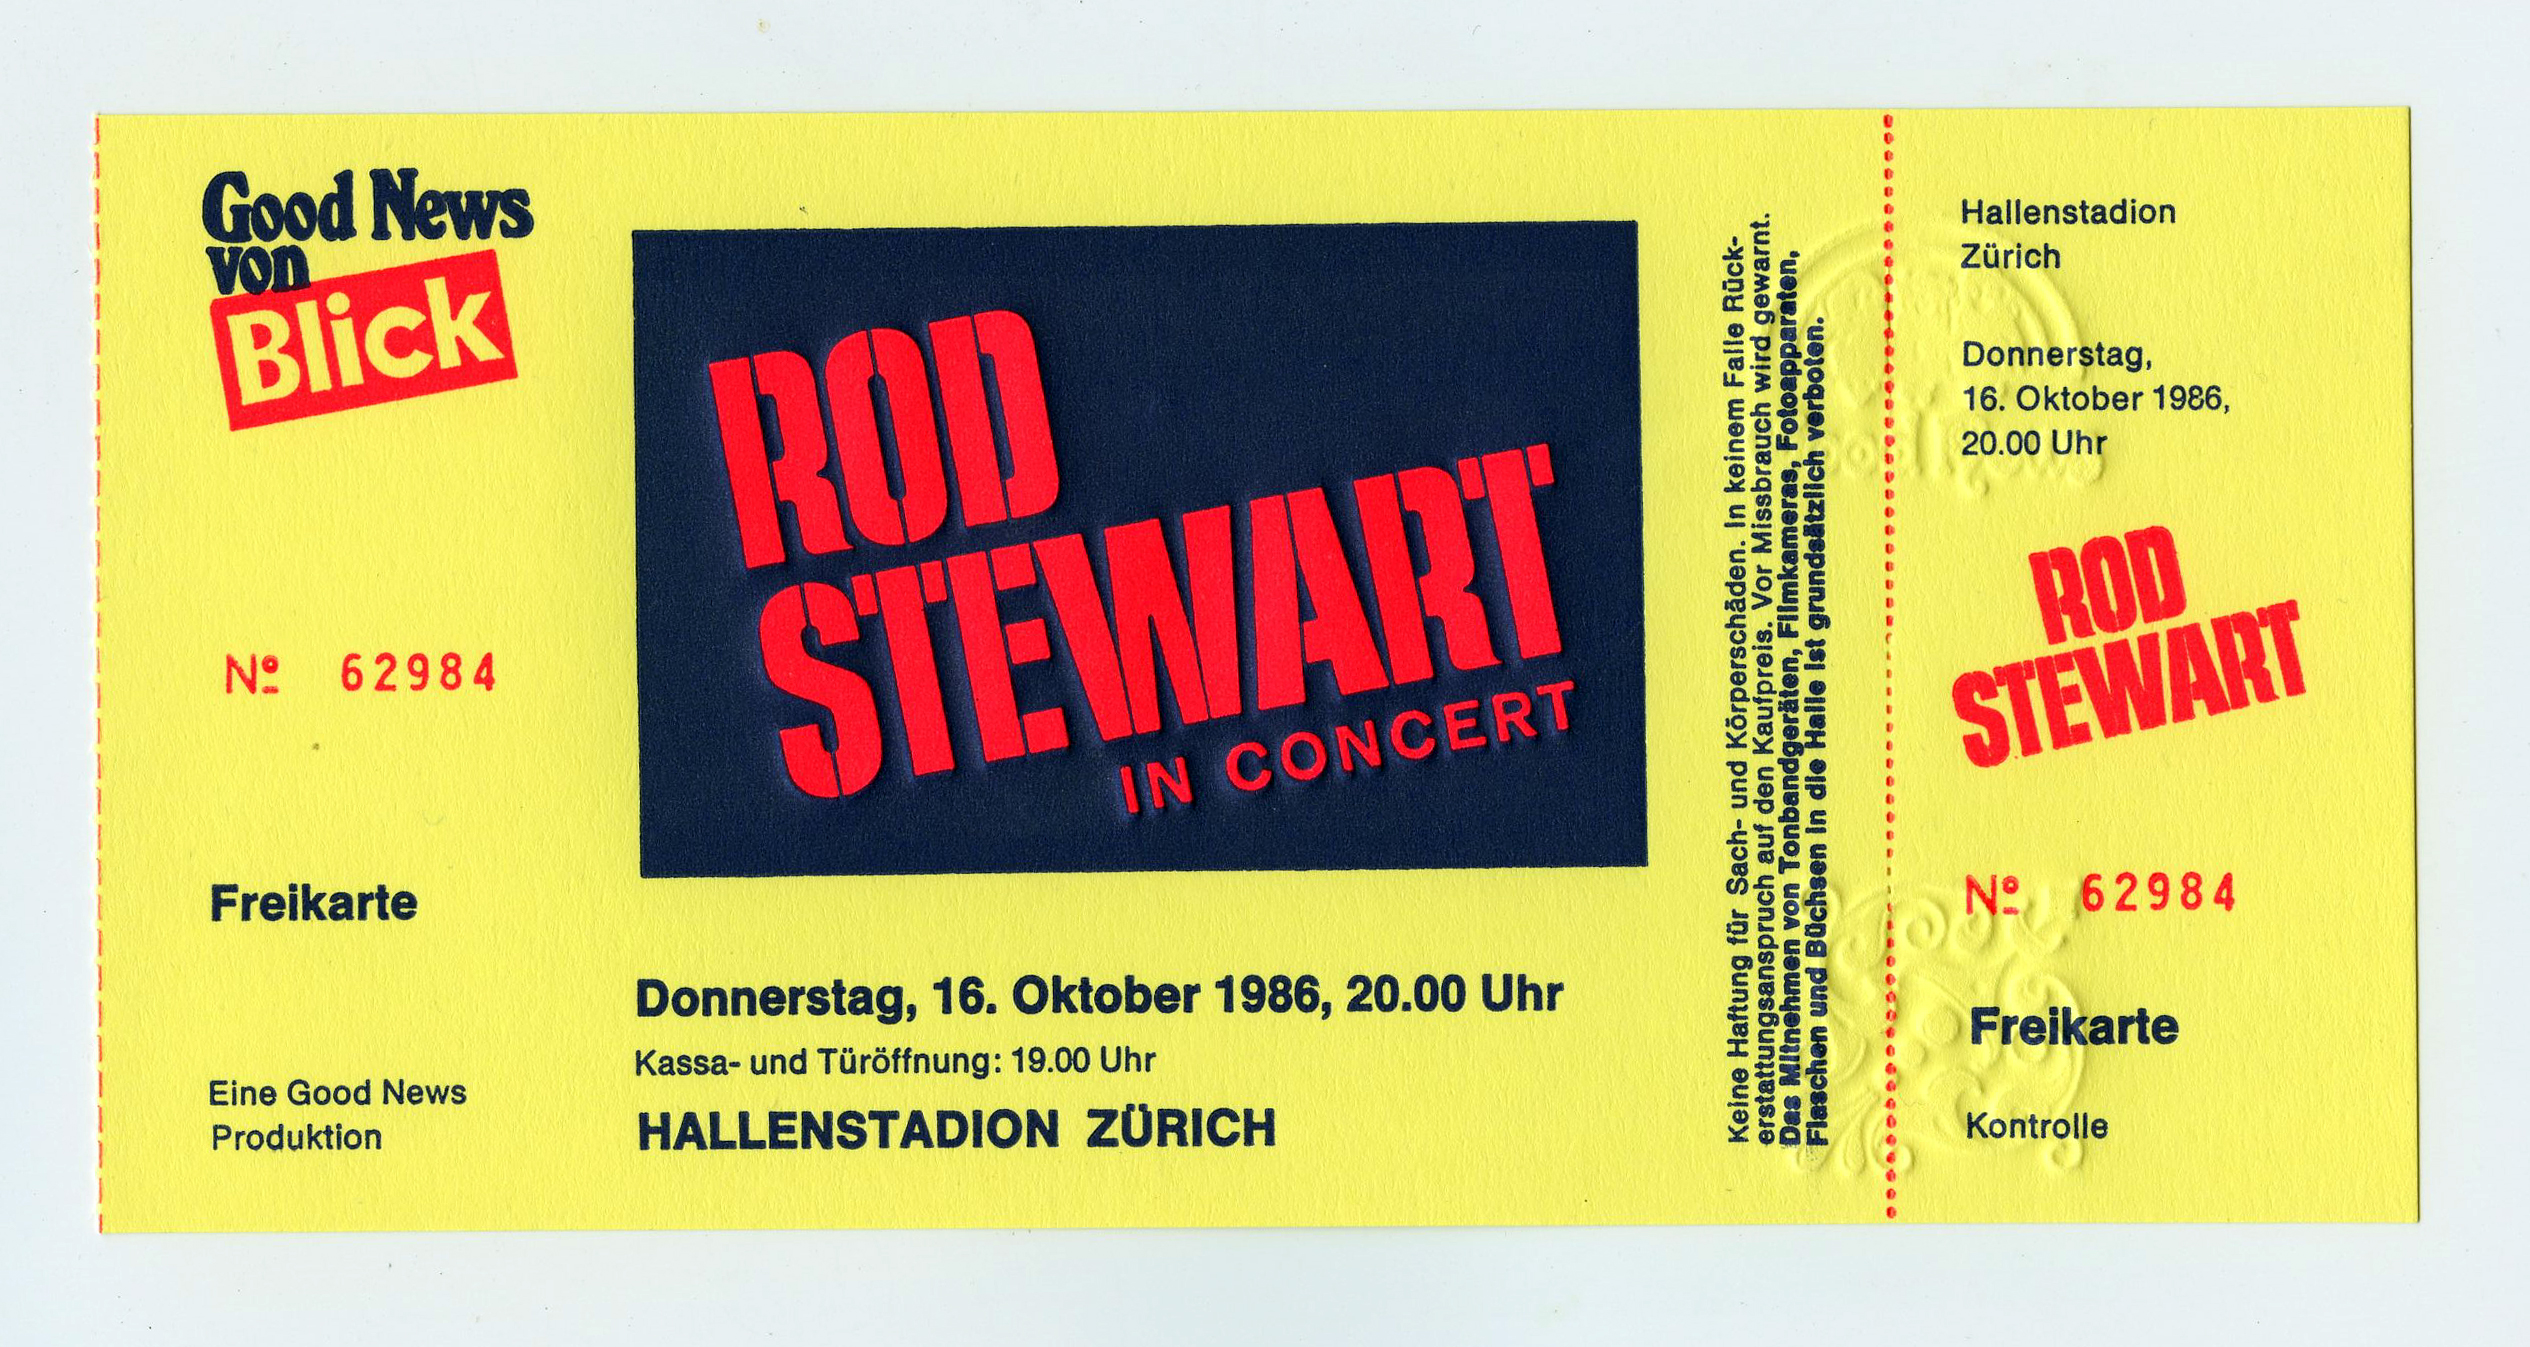 Good News
von
Blick
Nº 62984
Freikarte
Eine Good News
Produktion
ROD
STEWART
IN CONCERT
Donnerstag, 16. Oktober 1986, 20.00 Uhr
Kassa- und Türöffnung: 19.00 Uhr
HALLENSTADION ZÜRICH
Keine Haftung für Sach- und Körperschäden. In keinem Falle Rück-
erstattungsanspruch auf den Kaufpreis. Vor Missbrauch wird gewarnt.
Das Mitnehmen von Tonbandgeräten, Filmkameras, Fotoapparaten,
Flaschen und Büchsen in die Halle ist grundsätzlich verboten.
Hallenstadion
Zürich
Donnerstag,
16. Oktober 1986,
20.00 Uhr
ROD
STEWART
Nº 62984
Freikarte
Kontrolle